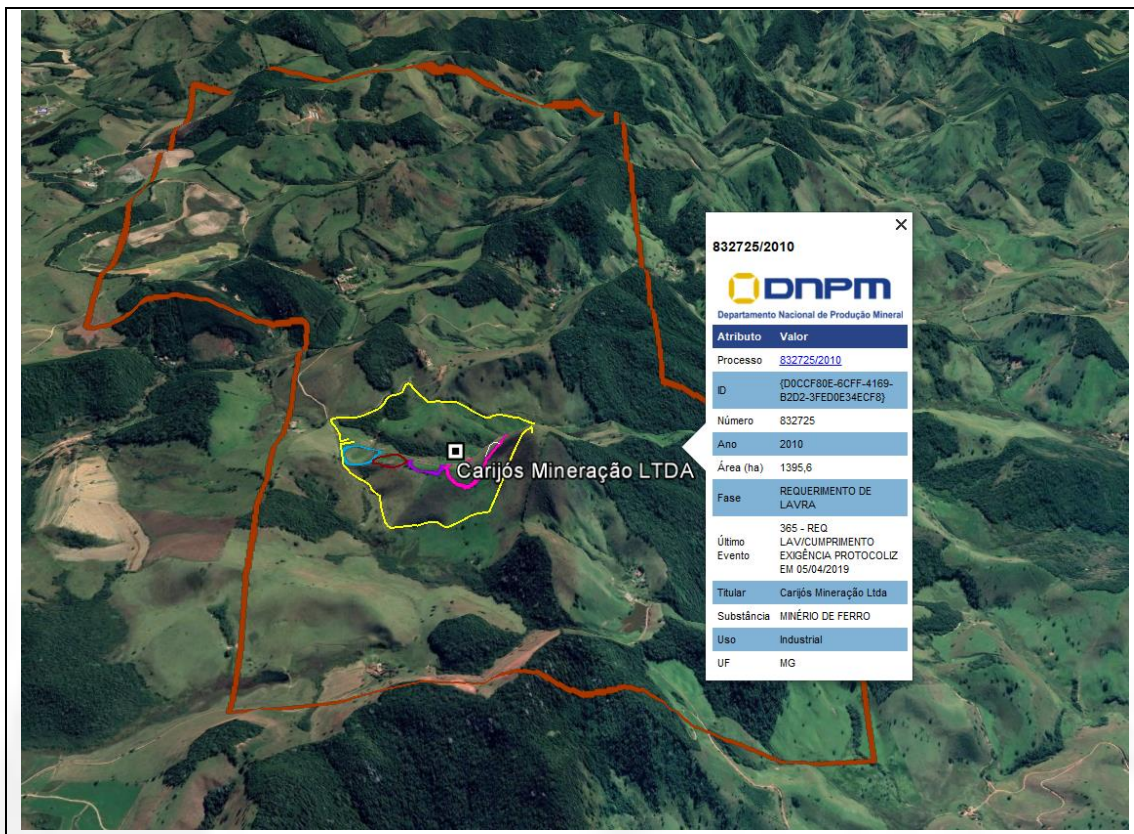 832725/2010
DNPM
Departamento Nacional de Produção Mineral
Atributo Valor
Processo 832725/2010
ID {D0CCF80E-6CFF-4169-
B2D2-3FED0E34ECF8}
Número 832725
Ano 2010
Área (ha) 1395,6
Fase REQUERIMENTO DE
LAVRA
Último Evento 365 - REQ
LAV/CUMPRIMENTO
EXIGÊNCIA PROTOCOLIZ
EM 05/04/2019
Titular Carijós Mineração Ltda
Substância MINÉRIO DE FERRO
Uso Industrial
UF MG
Carijós Mineração LTDA